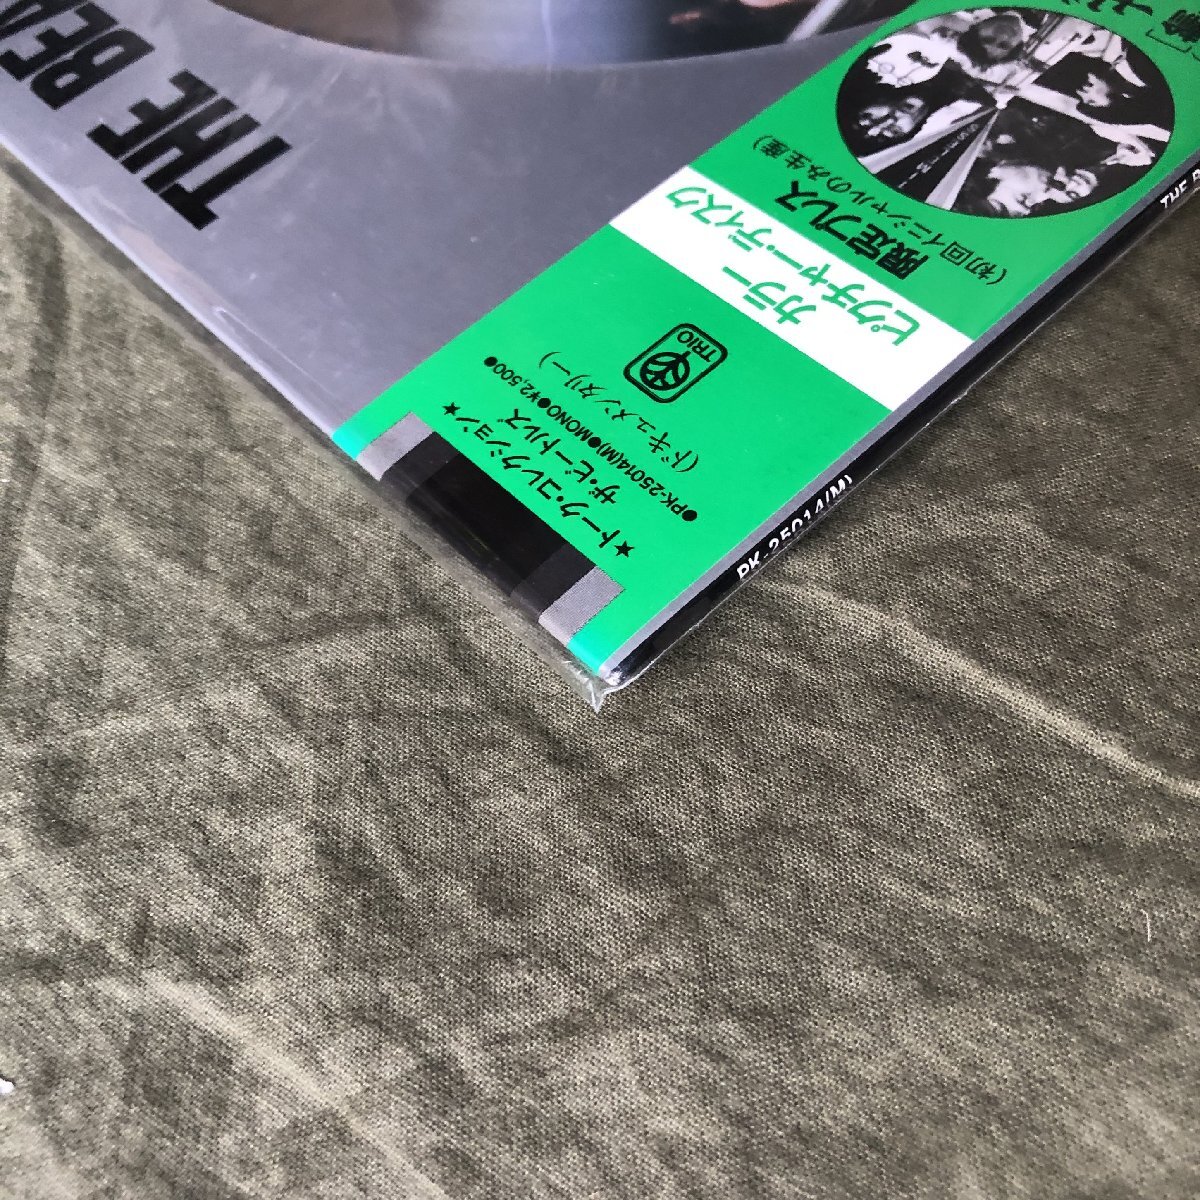 THE BEA
限定プレス
(初回イニシャルのみ生産)
カラー
ピクチャー・ディスク
TRIO
★トーク・コレクション★
ザ・ビートルズ
●PK-25014(M)●MONO●¥2,500●
(ドキュメンタリー)
PK-25014(M)
THE B